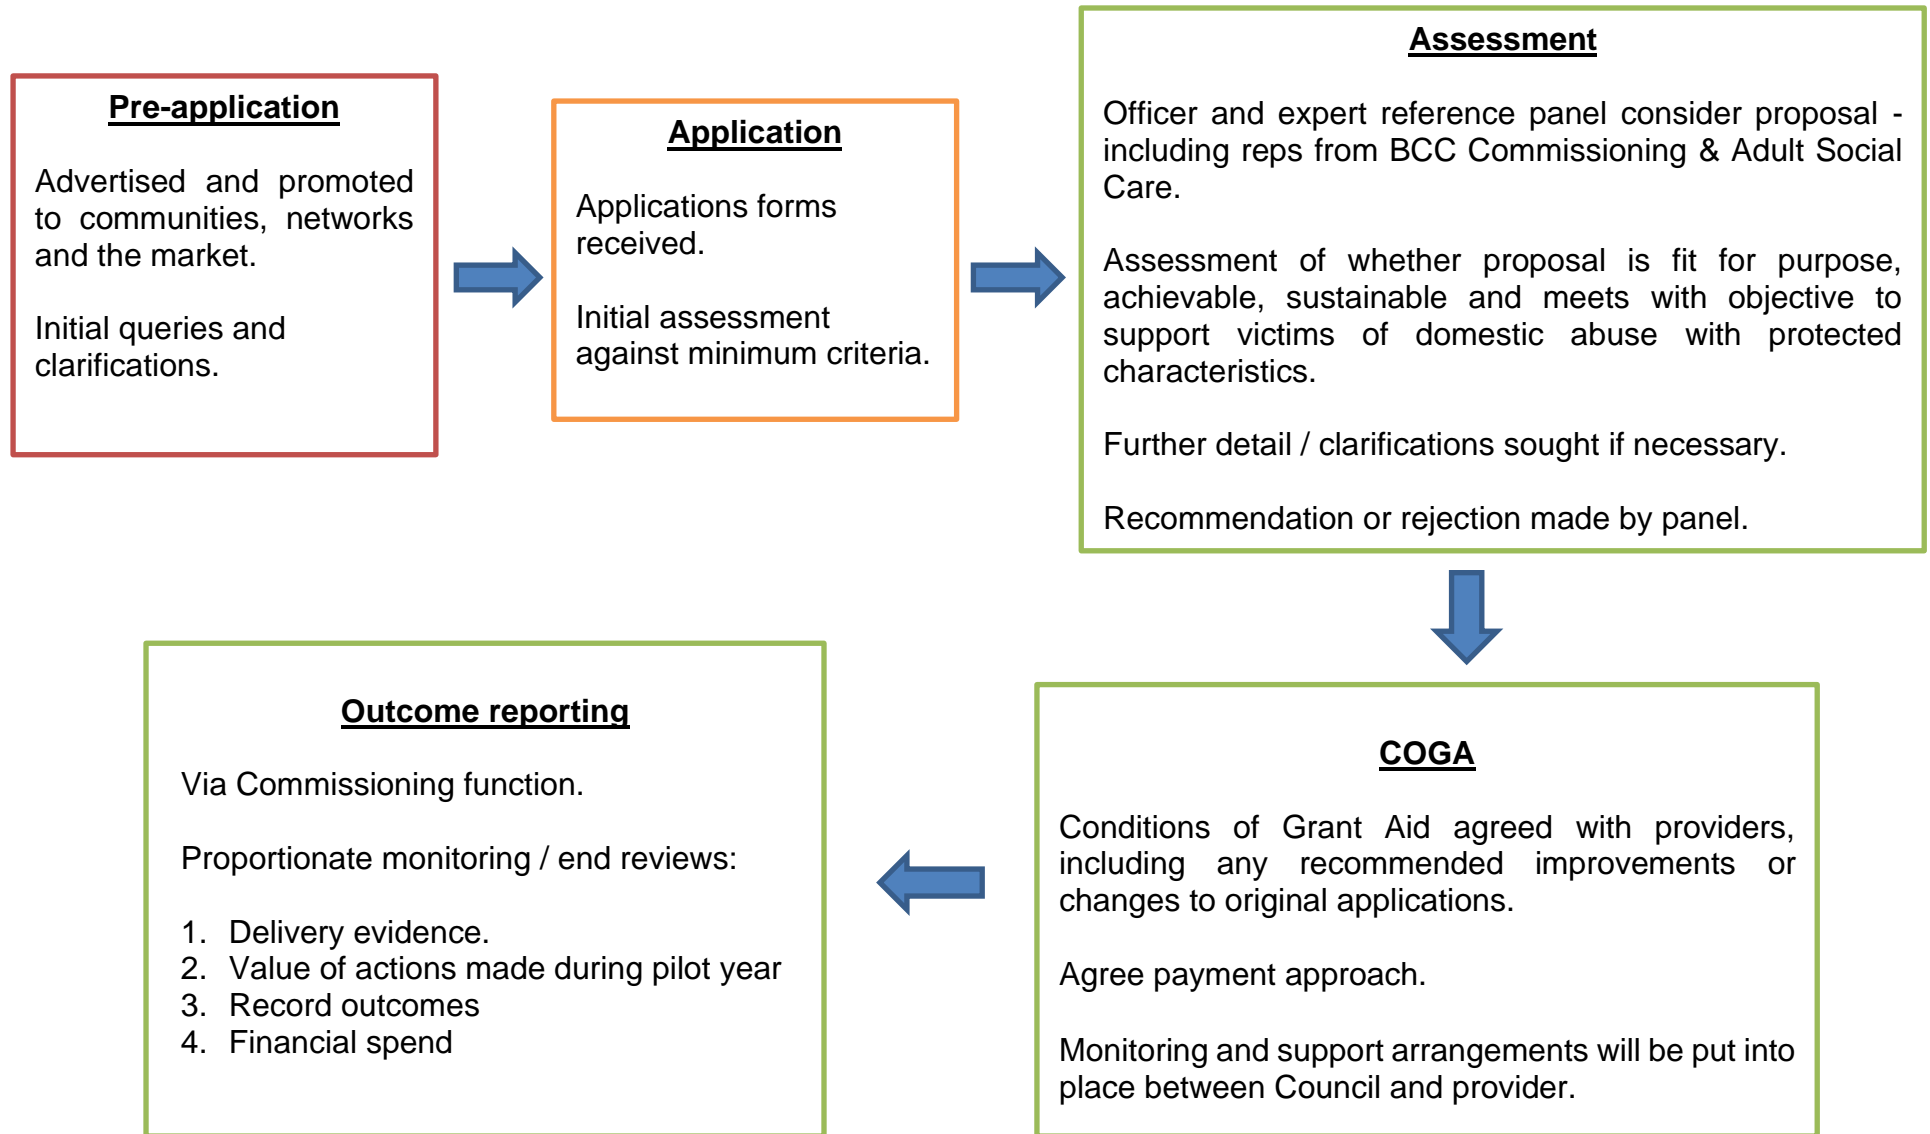 Pre-application
Advertised and promoted
to communities, networks
and the market.
Initial queries and
clarifications.
Application
Applications forms
received.
Initial assessment
against minimum criteria.
Assessment
Officer and expert reference panel consider proposal -
including reps from BCC Commissioning & Adult Social
Care.
Assessment of whether proposal is fit for purpose,
achievable, sustainable and meets with objective to
support victims of domestic abuse with protected
characteristics.
Further detail / clarifications sought if necessary.
Recommendation or rejection made by panel.
COGA
Conditions of Grant Aid agreed with providers,
including any recommended improvements or
changes to original applications.
Agree payment approach.
Monitoring and support arrangements will be put into
place between Council and provider.
Outcome reporting
Via Commissioning function.
Proportionate monitoring / end reviews:
1. Delivery evidence.
2. Value of actions made during pilot year
3. Record outcomes
4. Financial spend